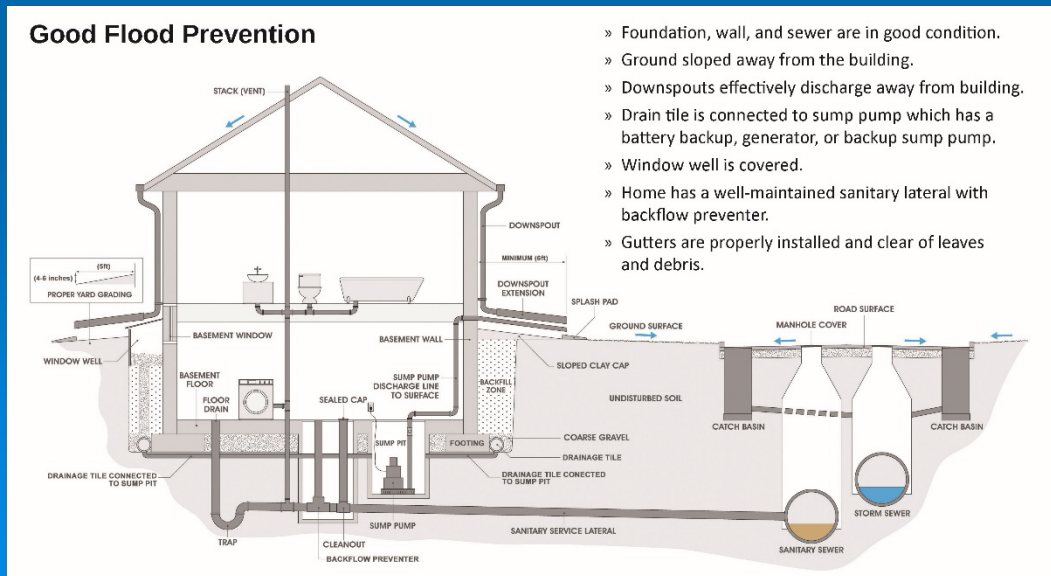 Good Flood Prevention
» Foundation, wall, and sewer are in good condition.
» Ground sloped away from the building.
» Downspouts effectively discharge away from building.
» Drain tile is connected to sump pump which has a
battery backup, generator, or backup sump pump.
» Window well is covered.
» Home has a well-maintained sanitary lateral with
backflow preventer.
» Gutters are properly installed and clear of leaves
and debris.
STACK (VENT)
DOWNSPOUT
MINIMUM (6ft)
DOWNSPOUT
EXTENSION
SPLASH PAD
(5ft)
(4-6 inches)
PROPER YARD GRADING
GROUND SURFACE
ROAD SURFACE
MANHOLE COVER
BASEMENT WINDOW
BASEMENT WALL
WINDOW WELL
SLOPED CLAY CAP
BASEMENT
FLOOR
SUMP PUMP
DISCHARGE LINE
TO SURFACE
BACKFILL
ZONE
FLOOR
DRAIN
SEALED CAP
UNDISTURBED SOIL
CATCH BASIN
CATCH BASIN
SUMP PIT
FOOTING
COARSE GRAVEL
DRAINAGE TILE
DRAINAGE TILE CONNECTED
TO SUMP PIT
DRAINAGE TILE CONECTED
TO SUMP PIT
STORM SEWER
SUMP PUMP
SANITARY SERVICE LATERAL
TRAP
CLEANOUT
SANITARY SEWER
BACKFLOW PREVENTER